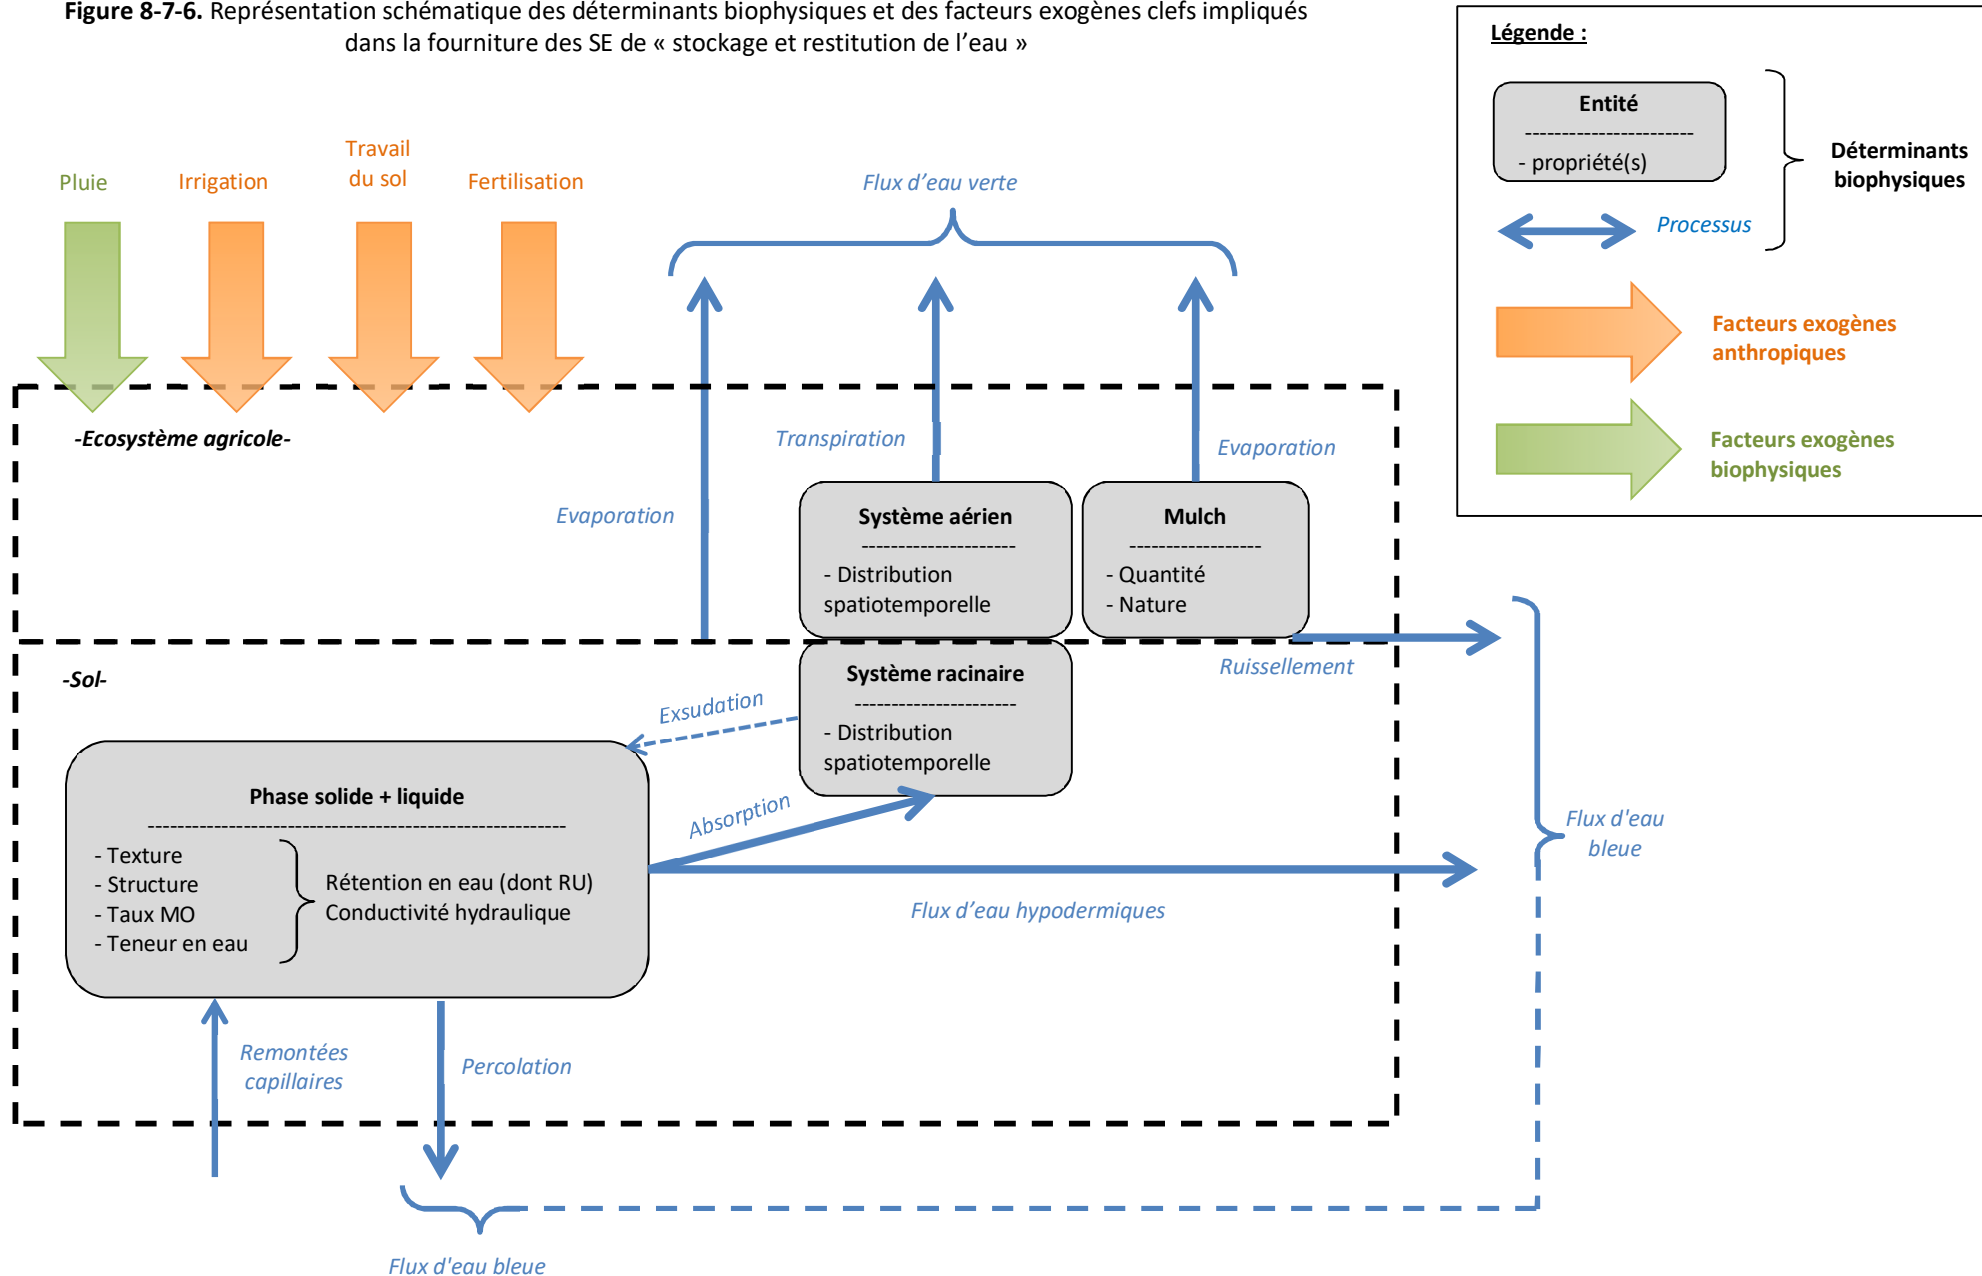 Figure 8-7-6. Représentation schématique des déterminants biophysiques et des facteurs exogènes clefs impliqués
dans la fourniture des SE de « stockage et restitution de l'eau »
Légende :
Entité
-----------------------
- propriété(s)
Déterminants
biophysiques
Processus
Facteurs exogènes
anthropiques
Facteurs exogènes
biophysiques
Pluie
Irrigation
Travail
du sol
Fertilisation
Flux d’eau verte
-Ecosystème agricole-
Transpiration
Evaporation
Evaporation
Système aérien
---------------------
- Distribution
spatiotemporelle
Mulch
------------------
- Quantité
- Nature
Ruissellement
-Sol-
Système racinaire
----------------------
- Distribution
spatiotemporelle
Exsudation
Absorption
Phase solide + liquide
---------------------------------------------------------
- Texture
- Structure
- Taux MO
- Teneur en eau
Rétention en eau (dont RU)
Conductivité hydraulique
Flux d’eau hypodermiques
Flux d'eau
bleue
Remontées
capillaires
Percolation
Flux d'eau bleue